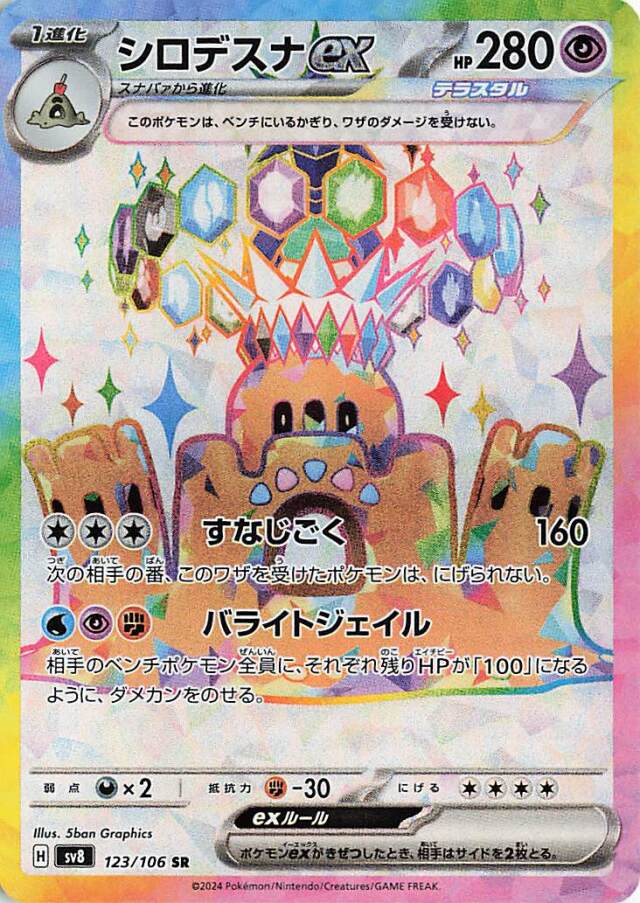 1進化
シロデスナex
HP280
スナバァから進化
テラスタル
このポケモンは、ベンチにいるかぎり、ワザのダメージを受けない。
すなじごく 160
次の相手の番、このワザを受けたポケモンは、にげられない。
バライトジェイル
相手のベンチポケモン全員に、それぞれ残りHPが「100」になる
ように、ダメカンをのせる。
弱点 ×2 抵抗力 -30 にげる
exルール
ポケモンexがきぜつしたとき、相手はサイドを2枚とる。
Illus. 5ban Graphics
H sv8 123/106 SR
©2024 Pokémon/Nintendo/Creatures/GAME FREAK.